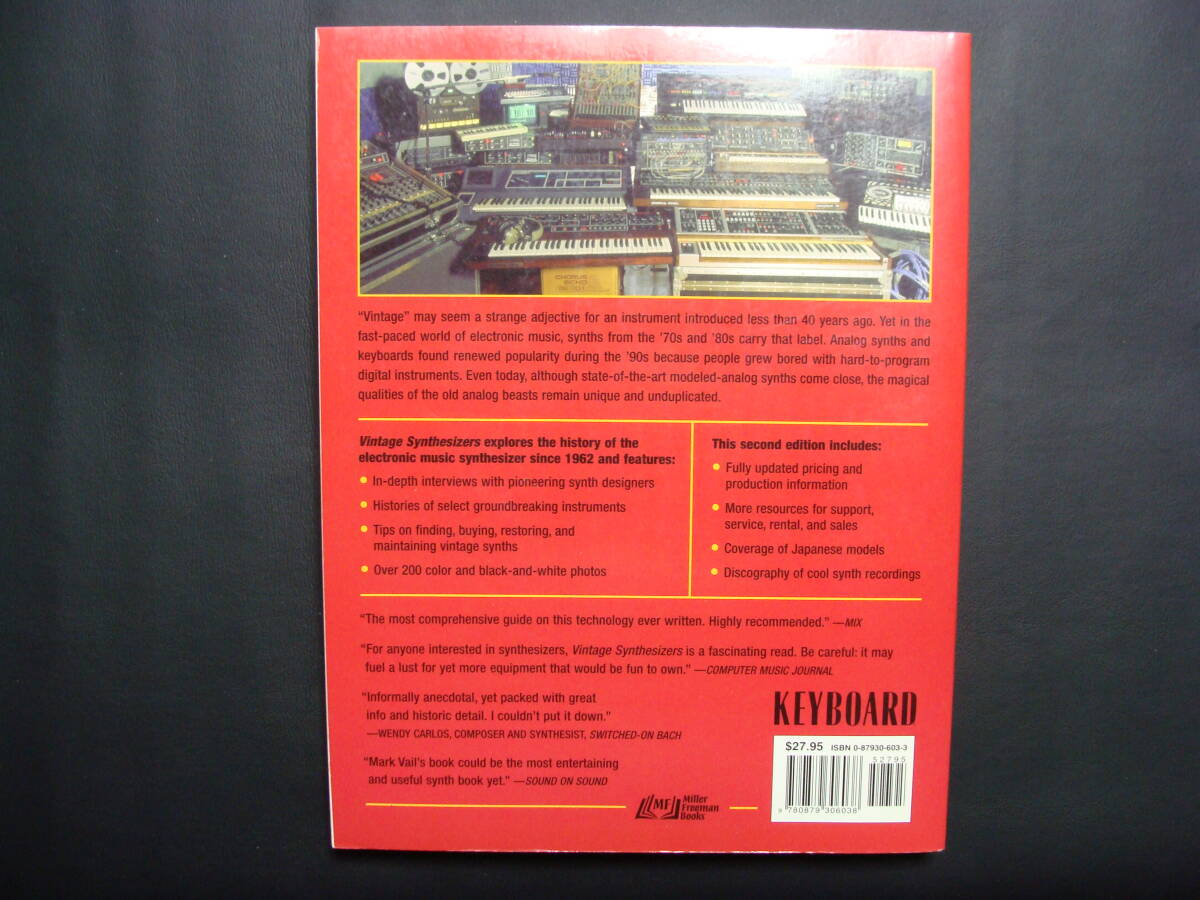 CHORUS
ECHO
"Vintage" may seem a strange adjective for an instrument introduced less than 40 years ago. Yet in the
fast-paced world of electronic music, synths from the '70s and '80s carry that label. Analog synths and
keyboards found renewed popularity during the '90s because people grew bored with hard-to-program
digital instruments. Even today, although state-of-the-art modeled-analog synths come close, the magical
qualities of the old analog beasts remain unique and unduplicated.
Vintage Synthesizers explores the history of the
electronic music synthesizer since 1962 and features:
• In-depth interviews with pioneering synth designers
• Histories of select groundbreaking instruments
• Tips on finding, buying, restoring, and
maintaining vintage synths
• Over 200 color and black-and-white photos
This second edition includes:
• Fully updated pricing and
production information
• More resources for support,
service, rental, and sales
• Coverage of Japanese models
• Discography of cool synth recordings
"The most comprehensive guide on this technology ever written. Highly recommended." —MIX
"For anyone interested in synthesizers, Vintage Synthesizers is a fascinating read. Be careful: it may
fuel a lust for yet more equipment that would be fun to own." —COMPUTER MUSIC JOURNAL
"Informally anecdotal, yet packed with great
info and historic detail. I couldn't put it down."
—WENDY CARLOS, COMPOSER AND SYNTHESIST, SWITCHED-ON BACH
"Mark Vail's book could be the most entertaining
and useful synth book yet." —SOUND ON SOUND
MF Miller
Freeman
Books
KEYBOARD
$27.95 ISBN 0-87930-603-3
52795
9 780879 306038